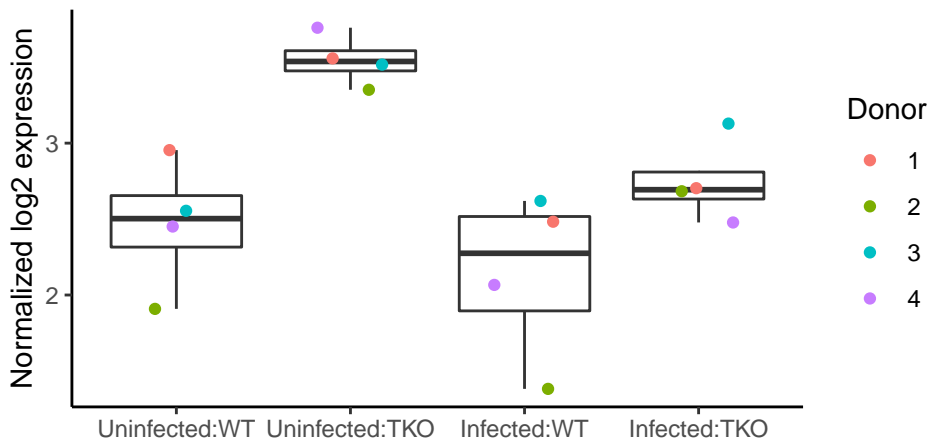 Normalized log2 expression
3
2
Uninfected:WT
Uninfected:TKO
Infected:WT
Infected:TKO
Donor
1
2
3
4